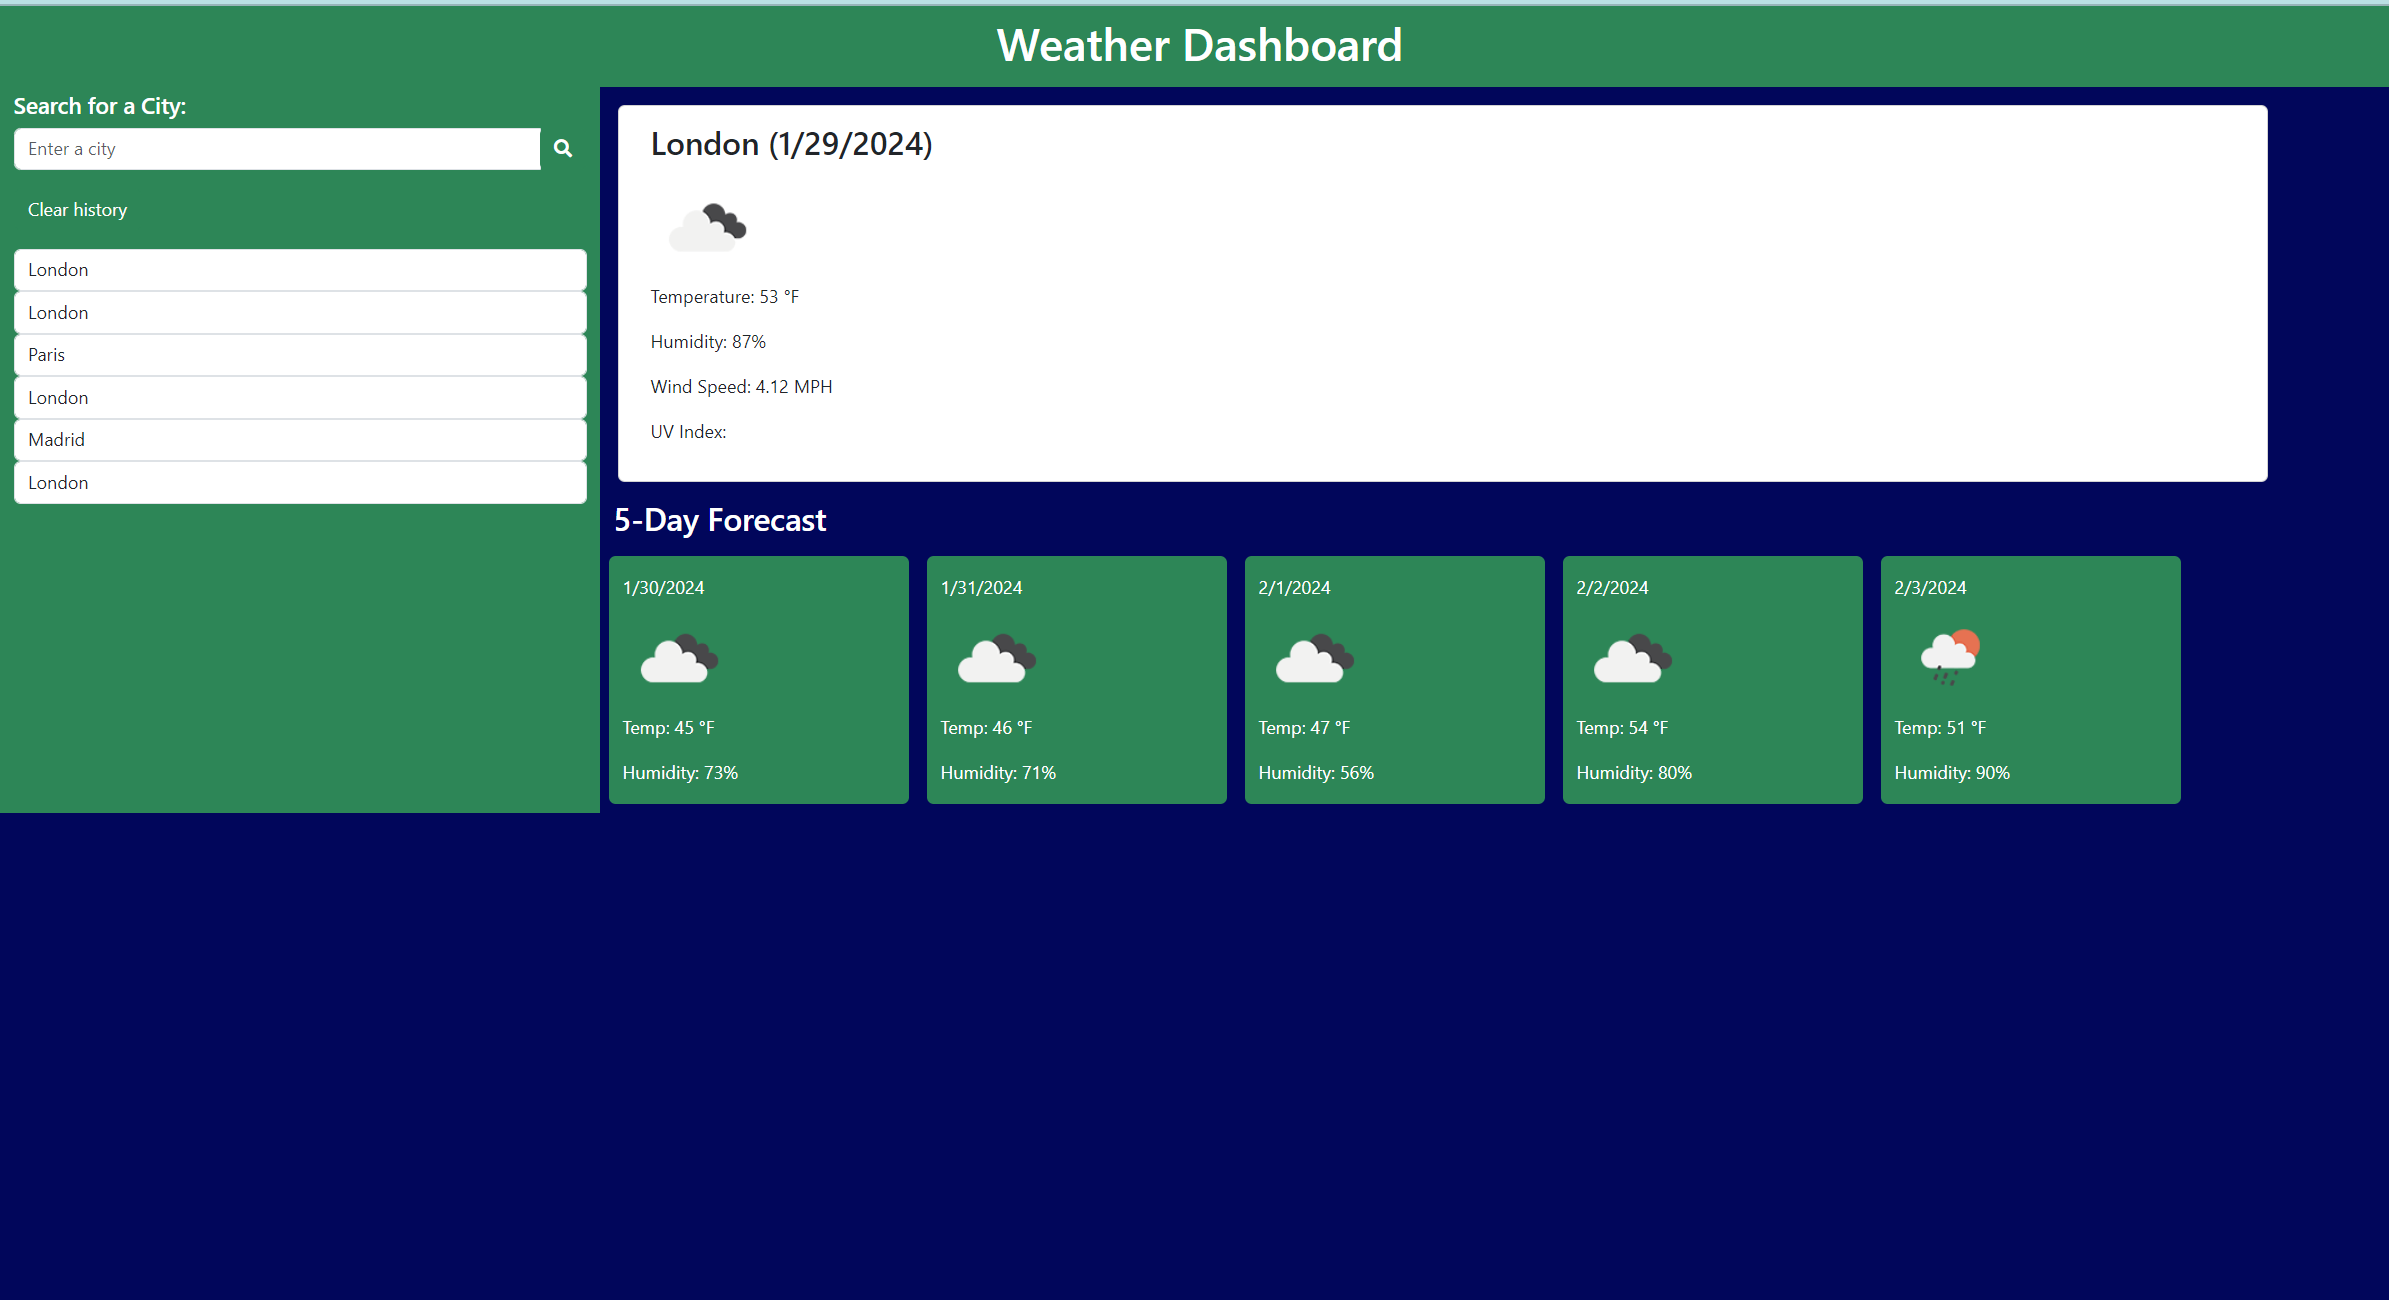 Weather Dashboard
Search for a City:
Enter a city
Clear history
London
London
Paris
London
Madrid
London
London (1/29/2024)
Temperature: 53 °F
Humidity: 87%
Wind Speed: 4.12 MPH
UV Index:
5-Day Forecast
1/30/2024
Temp: 45 °F
Humidity: 73%
1/31/2024
Temp: 46 °F
Humidity: 71%
2/1/2024
Temp: 47 °F
Humidity: 56%
2/2/2024
Temp: 54 °F
Humidity: 80%
2/3/2024
Temp: 51 °F
Humidity: 90%